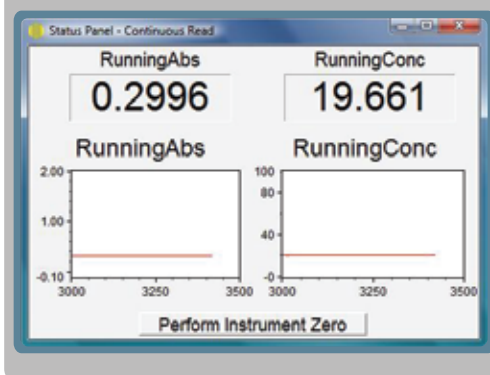 Status Panel - Continuous Read
RunningAbs RunningConc
0.2996 19.661
RunningAbs RunningConc
2.00 100
80
1.00
40
-0.10 -0
3000 3250 3500 3000 3250 3500
Perform Instrument Zero